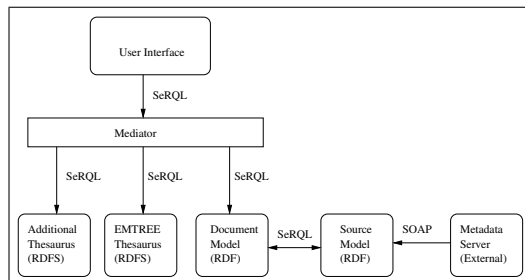 User Interface
SeRQL
Mediator
SeRQL
SeRQL
SeRQL
Additional
Thesaurus
(RDFS)
EMTREE
Thesaurus
(RDFS)
Document
Model
(RDF)
SeRQL
Source
Model
(RDF)
SOAP
Metadata
Server
(External)